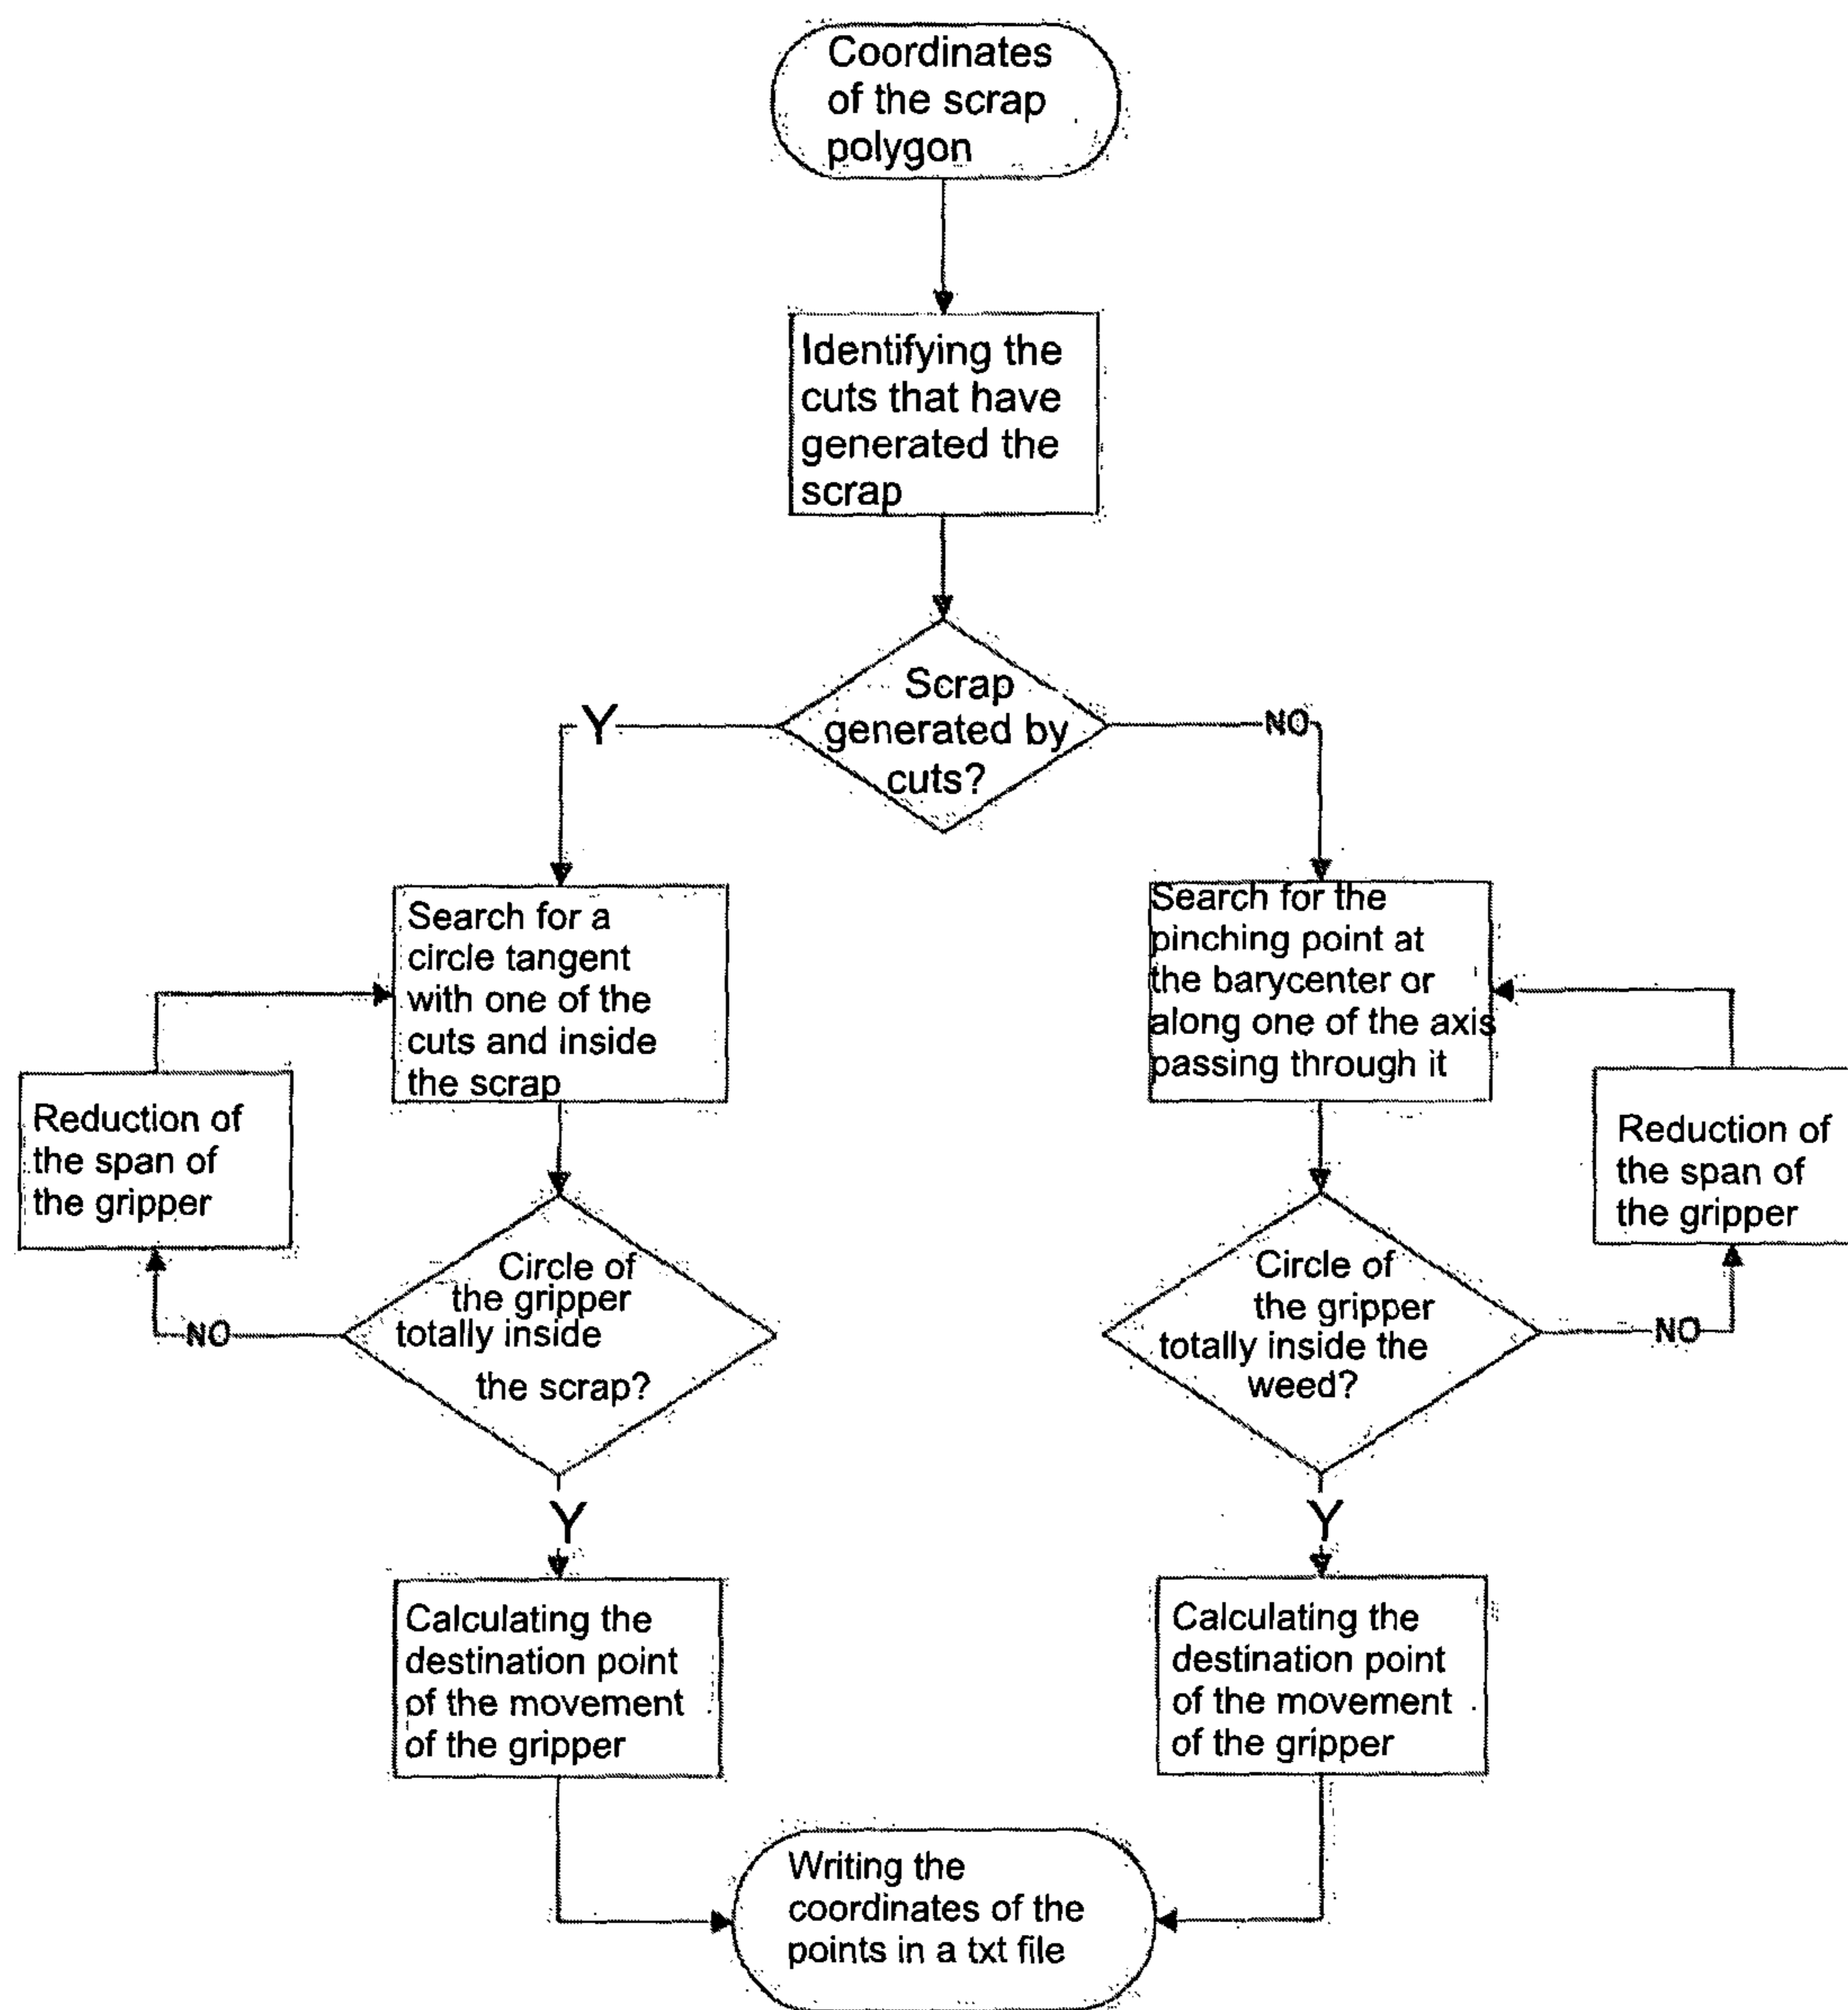 Coordinates
of the scrap
polygon
Identifying the
cuts that have
generated the
scrap
Scrap
generated by
cuts?
Y
NO
Search for a
circle tangent
with one of the
cuts and inside
the scrap
Search for the
pinching point at
the barycenter or
along one of the axis
passing through it
Reduction of
the span of
the gripper
Reduction of
the span of
the gripper
Circle of
the gripper
totally inside
the scrap?
NO
Circle of
the gripper
totally inside the
weed?
NO
Y
Y
Calculating the
destination point
of the movement
of the gripper
Calculating the
destination point
of the movement
of the gripper
Writing the
coordinates of the
points in a txt file